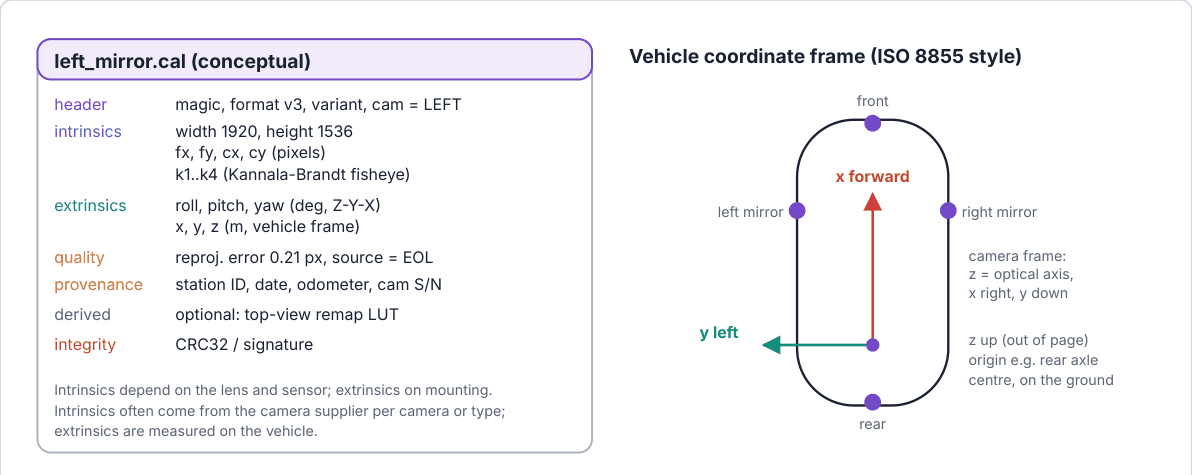 left_mirror.cal (conceptual)
header magic, format v3, variant, cam = LEFT
intrinsics width 1920, height 1536
fx, fy, cx, cy (pixels)
k1..k4 (Kannala-Brandt fisheye)
extrinsics roll, pitch, yaw (deg, Z-Y-X)
x, y, z (m, vehicle frame)
quality reproj. error 0.21 px, source = EOL
provenance station ID, date, odometer, cam S/N
derived optional: top-view remap LUT
integrity CRC32 / signature
Intrinsics depend on the lens and sensor; extrinsics on mounting.
Intrinsics often come from the camera supplier per camera or type;
extrinsics are measured on the vehicle.
Vehicle coordinate frame (ISO 8855 style)
front
x forward
left mirror
right mirror
camera frame:
z = optical axis,
x right, y down
y left
z up (out of page)
origin e.g. rear axle
centre, on the ground
rear